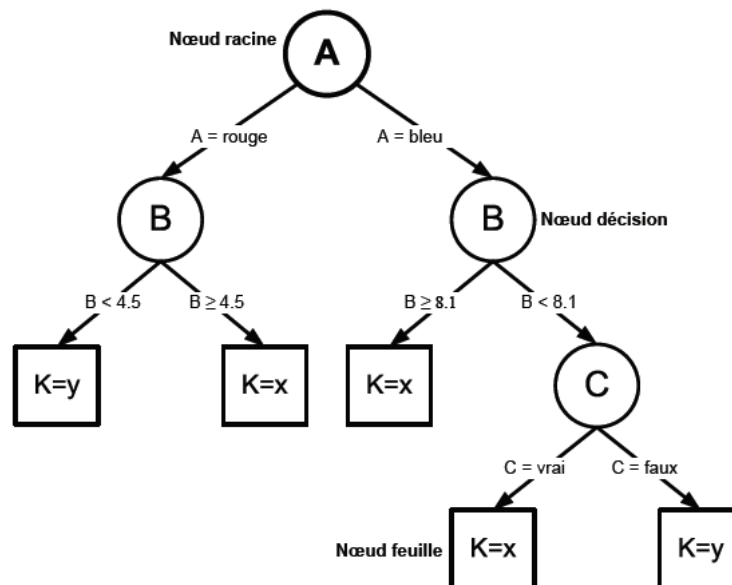 Nœud racine
A
A = rouge
A = bleu
B
B
Nœud décision
B < 4.5
B ≥ 4.5
B ≥ 8.1
B < 8.1
K=y
K=x
K=x
C
C = vrai
C = faux
Nœud feuille
K=x
K=y